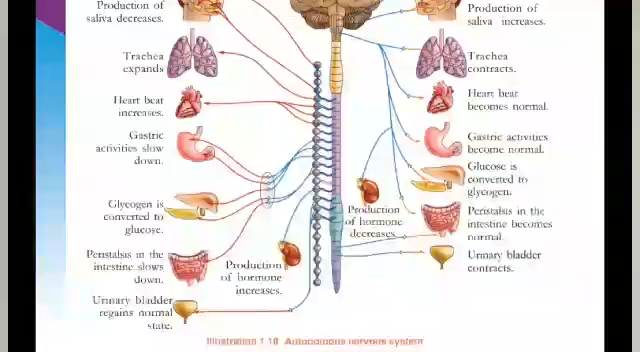 Production of
saliva decreases.
Trachea
expands
Heart beat
increases.
Gastric
activities slow
down.
Glycogen is
converted to
glucose.
Peristalsis in the
intestine slows
down.
Urinary bladder
regains normal
state.
Production
of hormone
increases.
Production
of hormone
decreases.
Production of
saliva increases.
Trachea
contracts.
Heart beat
becomes normal.
Gastric activities
become normal.
Glucose is
converted to
glycogen.
Peristalsis in the
intestine becomes
normal.
Urinary bladder
contracts.
Illustration 1.18 Autonomous nervous system